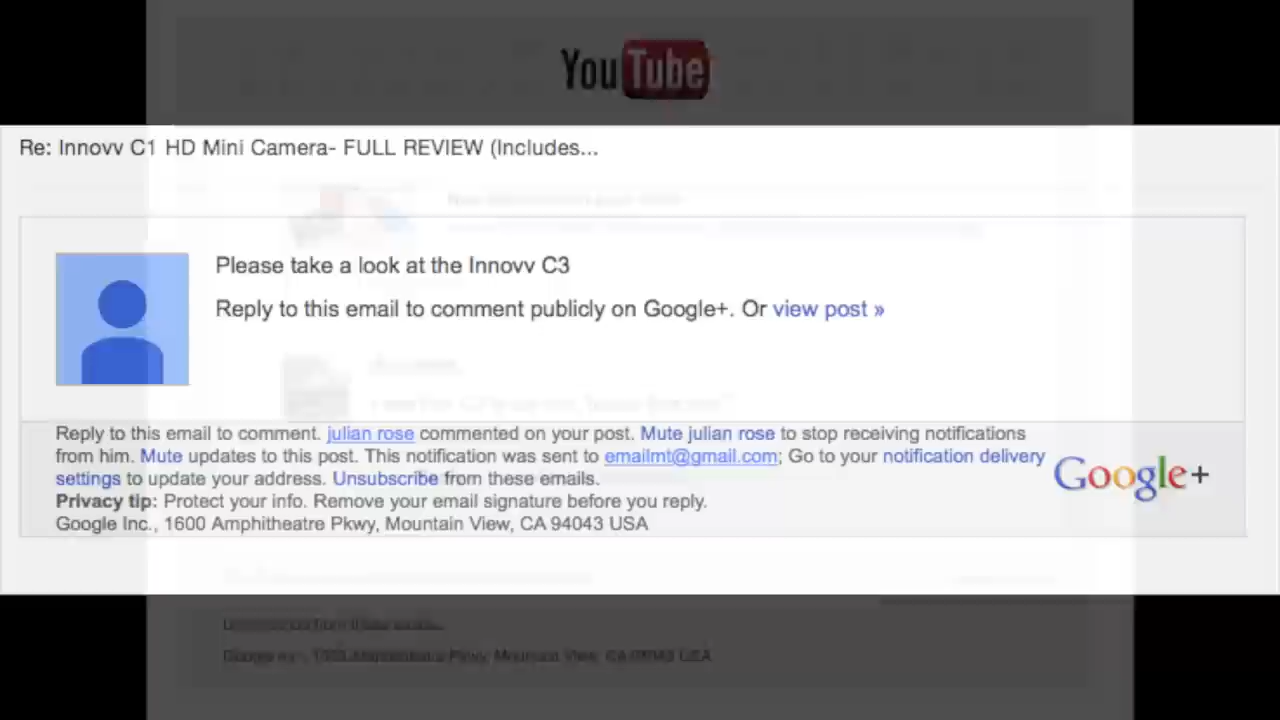 YouTube
Re: Innovv C1 HD Mini Camera- FULL REVIEW (Includes...
Please take a look at the Innovv C3
Reply to this email to comment publicly on Google+. Or view post »
Reply to this email to comment. julian rose commented on your post. Mute julian rose to stop receiving notifications
from him. Mute updates to this post. This notification was sent to emailmt@gmail.com; Go to your notification delivery
settings to update your address. Unsubscribe from these emails.
Privacy tip: Protect your info. Remove your email signature before you reply.
Google Inc., 1600 Amphitheatre Pkwy, Mountain View, CA 94043 USA
Google+
Mountain View, CA 94043 USA